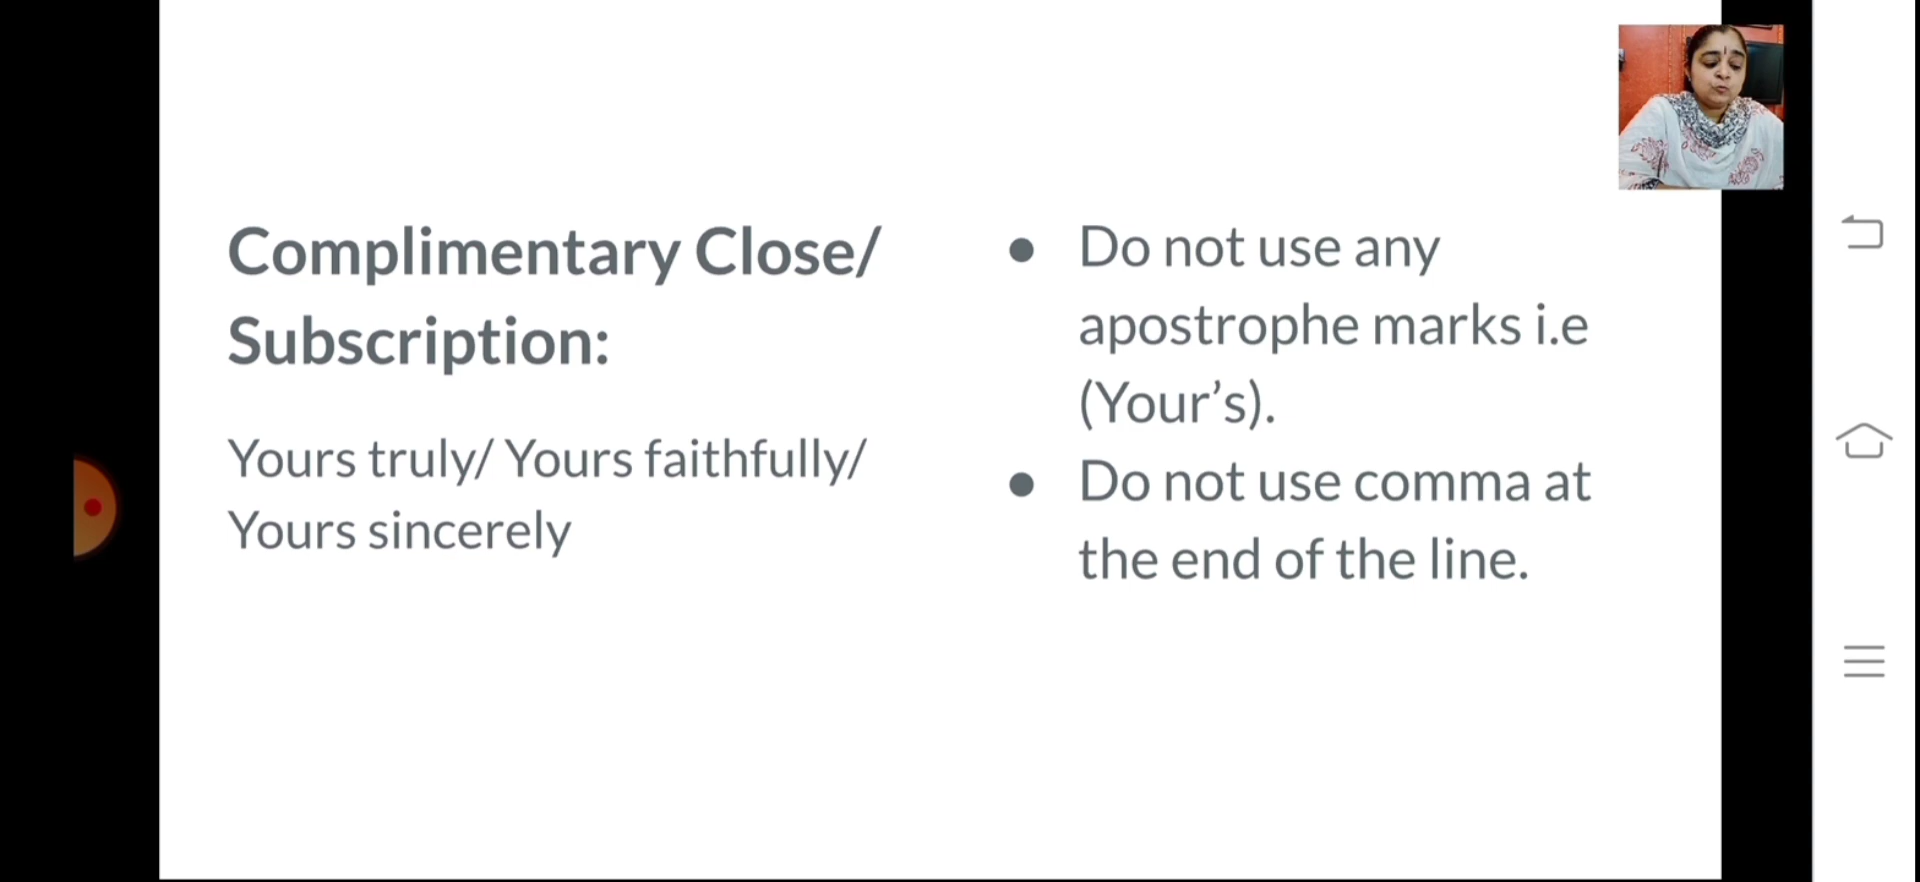 Complimentary Close/
Subscription:
Yours truly/ Yours faithfully/
Yours sincerely
● Do not use any
apostrophe marks i.e
(Your’s).
● Do not use comma at
the end of the line.